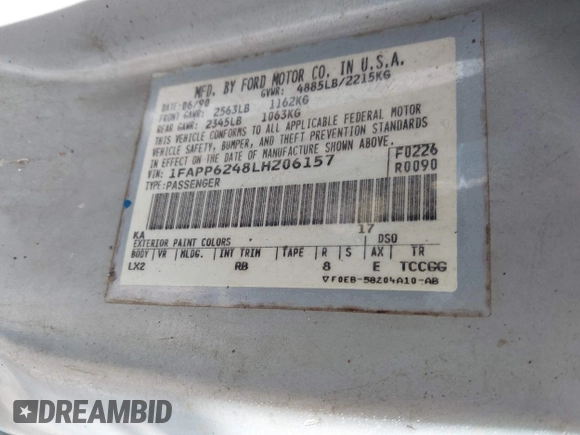 MFD. BY FORD MOTOR CO. IN U.S.A.
DATE: 06/90 GVWR: 4885LB/2215KG
FRONT GAWR: 2563LB 1162KG
REAR GAWR: 2345LB 1063KG
THIS VEHICLE CONFORMS TO ALL APPLICABLE FEDERAL MOTOR
VEHICLE SAFETY, BUMPER, AND THEFT PREVENTION STANDARDS
IN EFFECT ON THE DATE OF MANUFACTURE SHOWN ABOVE.
VIN: 1FAPP6248LH206157 F0226
TYPE: PASSENGER R0090
KA 17
EXTERIOR PAINT COLORS DSO
BODY VR MLDG. INT TRIM TAPE R S AX TR
LX2 RB 8 E TCCGG
▽F0EB-58204A10-AB
DREAMBID